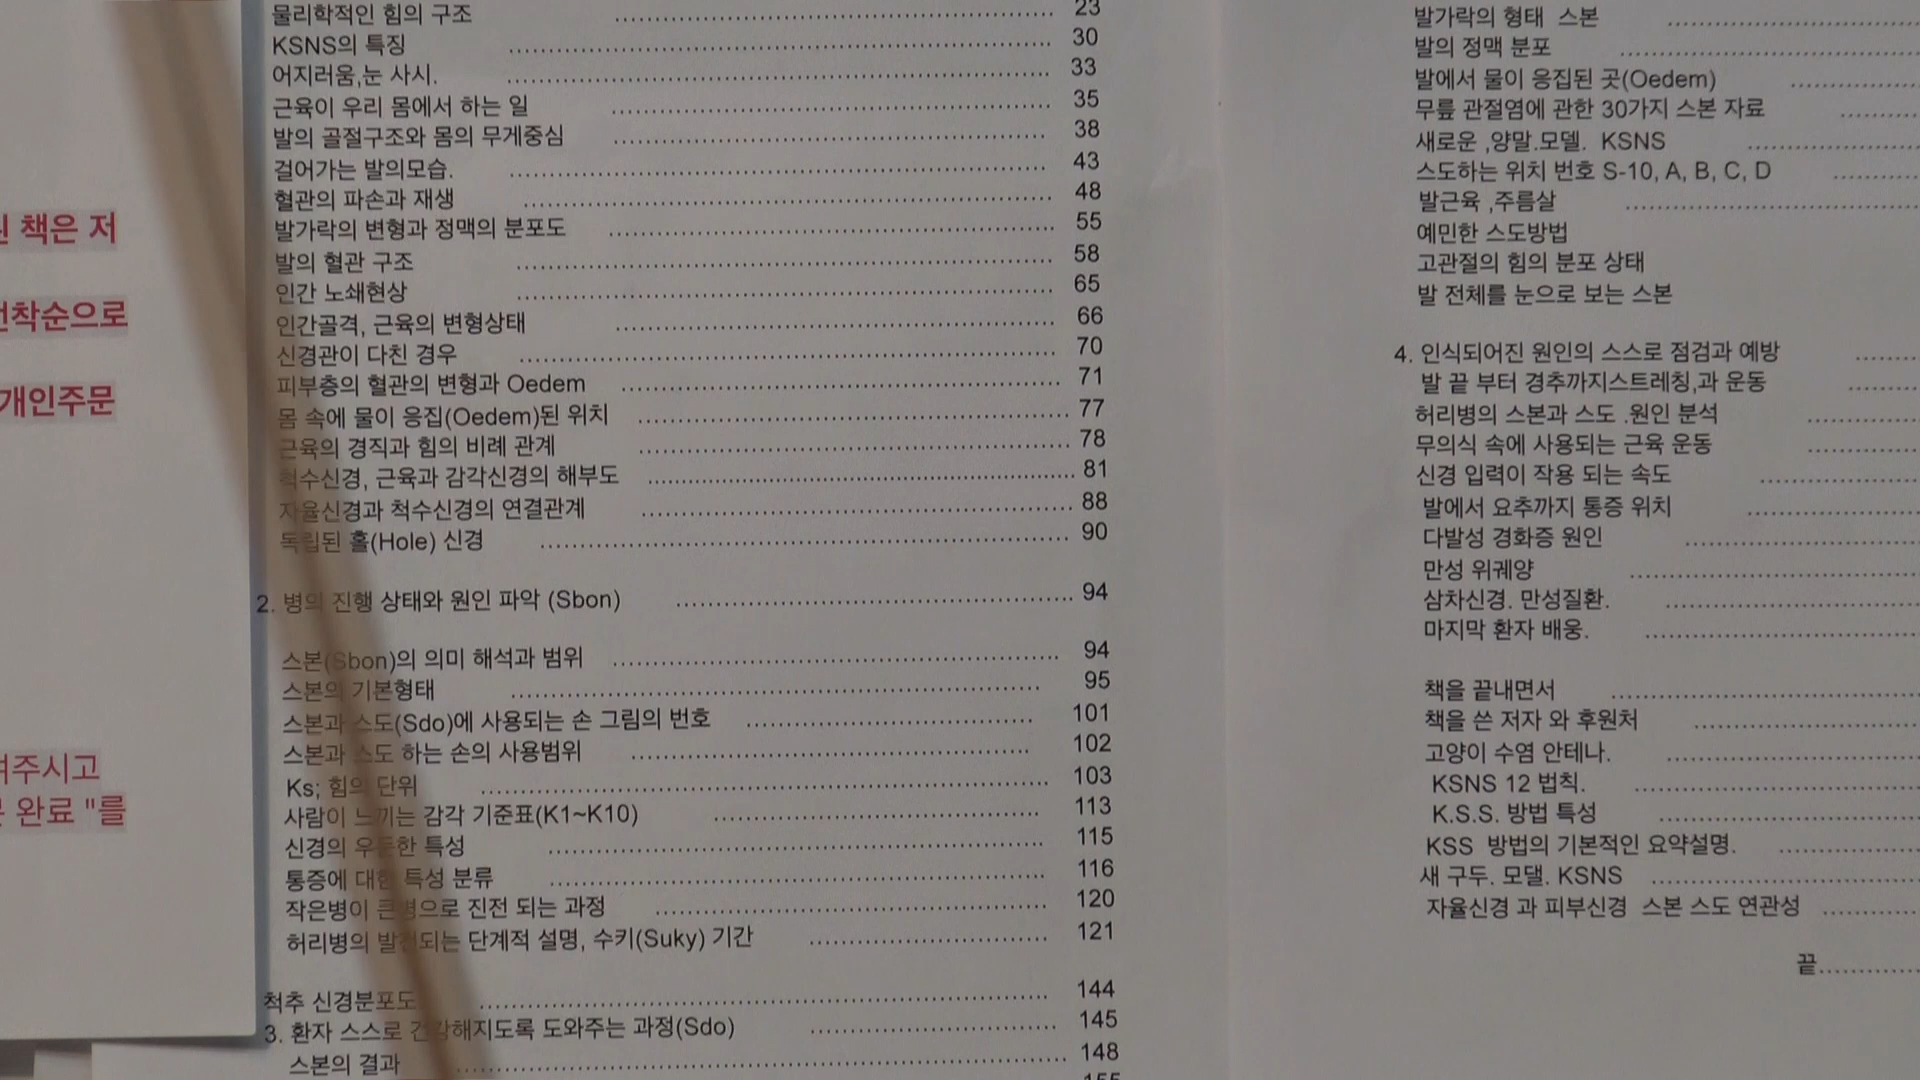 책은 저
착순으로
개인주문
주시고
완료 "를
물리학적인 힘의 구조 ........ 23
KSNS의 특징 ........ 30
어지러움,눈 사시. ........ 33
근육이 우리 몸에서 하는 일 ........ 35
발의 골절구조와 몸의 무게중심 ........ 38
걸어가는 발의모습. ........ 43
혈관의 파손과 재생 ........ 48
발가락의 변형과 정맥의 분포도 ........ 55
발의 혈관 구조 ........ 58
인간 노쇄현상 ........ 65
인간골격, 근육의 변형상태 ........ 66
신경관이 다친 경우 ........ 70
피부층의 혈관의 변형과 Oedem ........ 71
몸 속에 물이 응집(Oedem)된 위치 ........ 77
근육의 경직과 힘의 비례 관계 ........ 78
척수신경, 근육과 감각신경의 해부도 ........ 81
자율신경과 척수신경의 연결관계 ........ 88
독립된 홀(Hole) 신경 ........ 90
2. 병의 진행 상태와 원인 파악 (Sbon) ........ 94
스본(Sbon)의 의미 해석과 범위 ........ 94
스본의 기본형태 ........ 95
스본과 스도(Sdo)에 사용되는 손 그림의 번호 ........ 101
스본과 스도 하는 손의 사용범위 ........ 102
Ks; 힘의 단위 ........ 103
사람이 느끼는 감각 기준표(K1~K10) ........ 113
신경의 우둔한 특성 ........ 115
통증에 대한 특성 분류 ........ 116
작은병이 큰병으로 진전 되는 과정 ........ 120
허리병의 발전되는 단계적 설명, 수키(Suky) 기간 ........ 121
척추 신경분포도 ........ 144
3. 환자 스스로 건강해지도록 도와주는 과정(Sdo) ........ 145
스본의 결과 ........ 148
발가락의 형태 스본 ........
발의 정맥 분포 ........
발에서 물이 응집된 곳(Oedem) ........
무릎 관절염에 관한 30가지 스본 자료 ........
새로운 ,양말.모델. KSNS ........
스도하는 위치 번호 S-10, A, B, C, D ........
발근육 ,주름살 ........
예민한 스도방법
고관절의 힘의 분포 상태
발 전체를 눈으로 보는 스본
4. 인식되어진 원인의 스스로 점검과 예방 ........
발 끝 부터 경추까지스트레칭,과 운동 ........
허리병의 스본과 스도 .원인 분석 ........
무의식 속에 사용되는 근육 운동 ........
신경 입력이 작용 되는 속도 ........
발에서 요추까지 통증 위치 ........
다발성 경화증 원인 ........
만성 위궤양 ........
삼차신경. 만성질환. ........
마지막 환자 배웅. ........
책을 끝내면서 ........
책을 쓴 저자 와 후원처 ........
고양이 수염 안테나. ........
KSNS 12 법칙. ........
K.S.S. 방법 특성 ........
KSS 방법의 기본적인 요약설명. ........
새 구두. 모댈. KSNS ........
자율신경 과 피부신경 스본 스도 연관성 ........
끝........